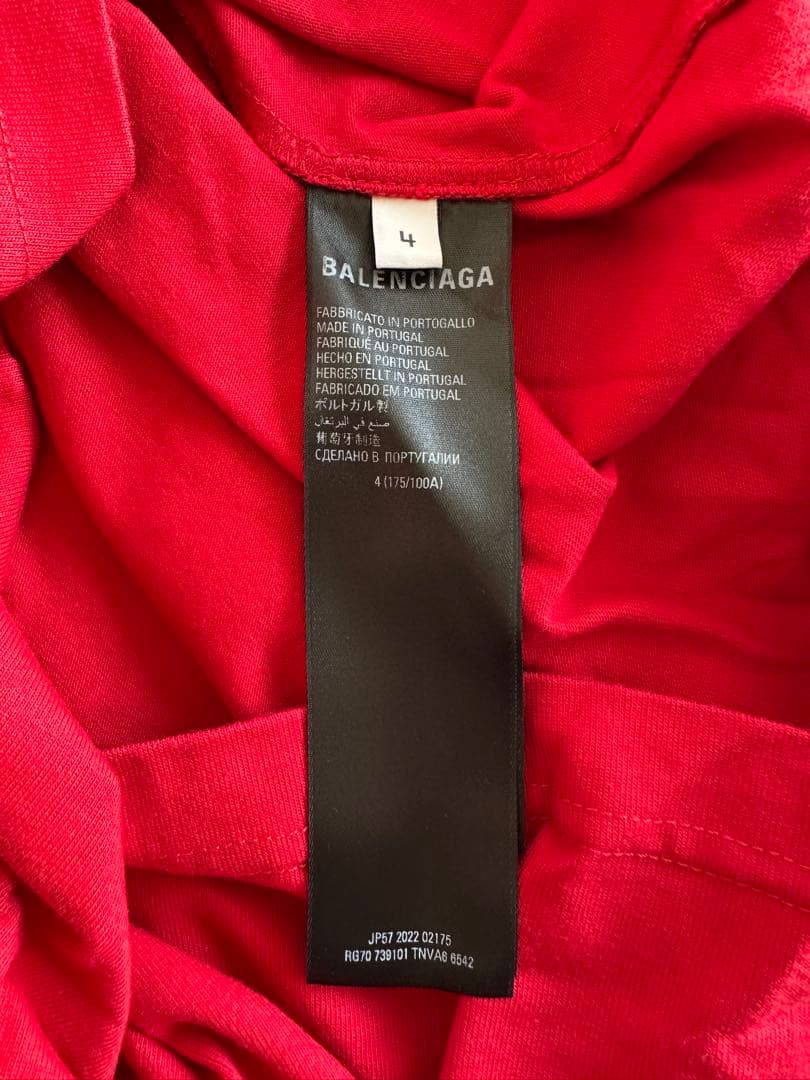 4
BALENCIAGA
FABBRICATO IN PORTOGALLO
MADE IN PORTUGAL
FABRIQUÉ AU PORTUGAL
HECHO EN PORTUGAL
HERGESTELLT IN PORTUGAL
FABRICADO EM PORTUGAL
ポルトガル製
صنع في البرتغال
葡萄牙制造
СДЕЛАНО В ПОРТУГАЛИИ
4 (175/100A)
JP57 2022 02175
RG70 739101 TNVA6 6542